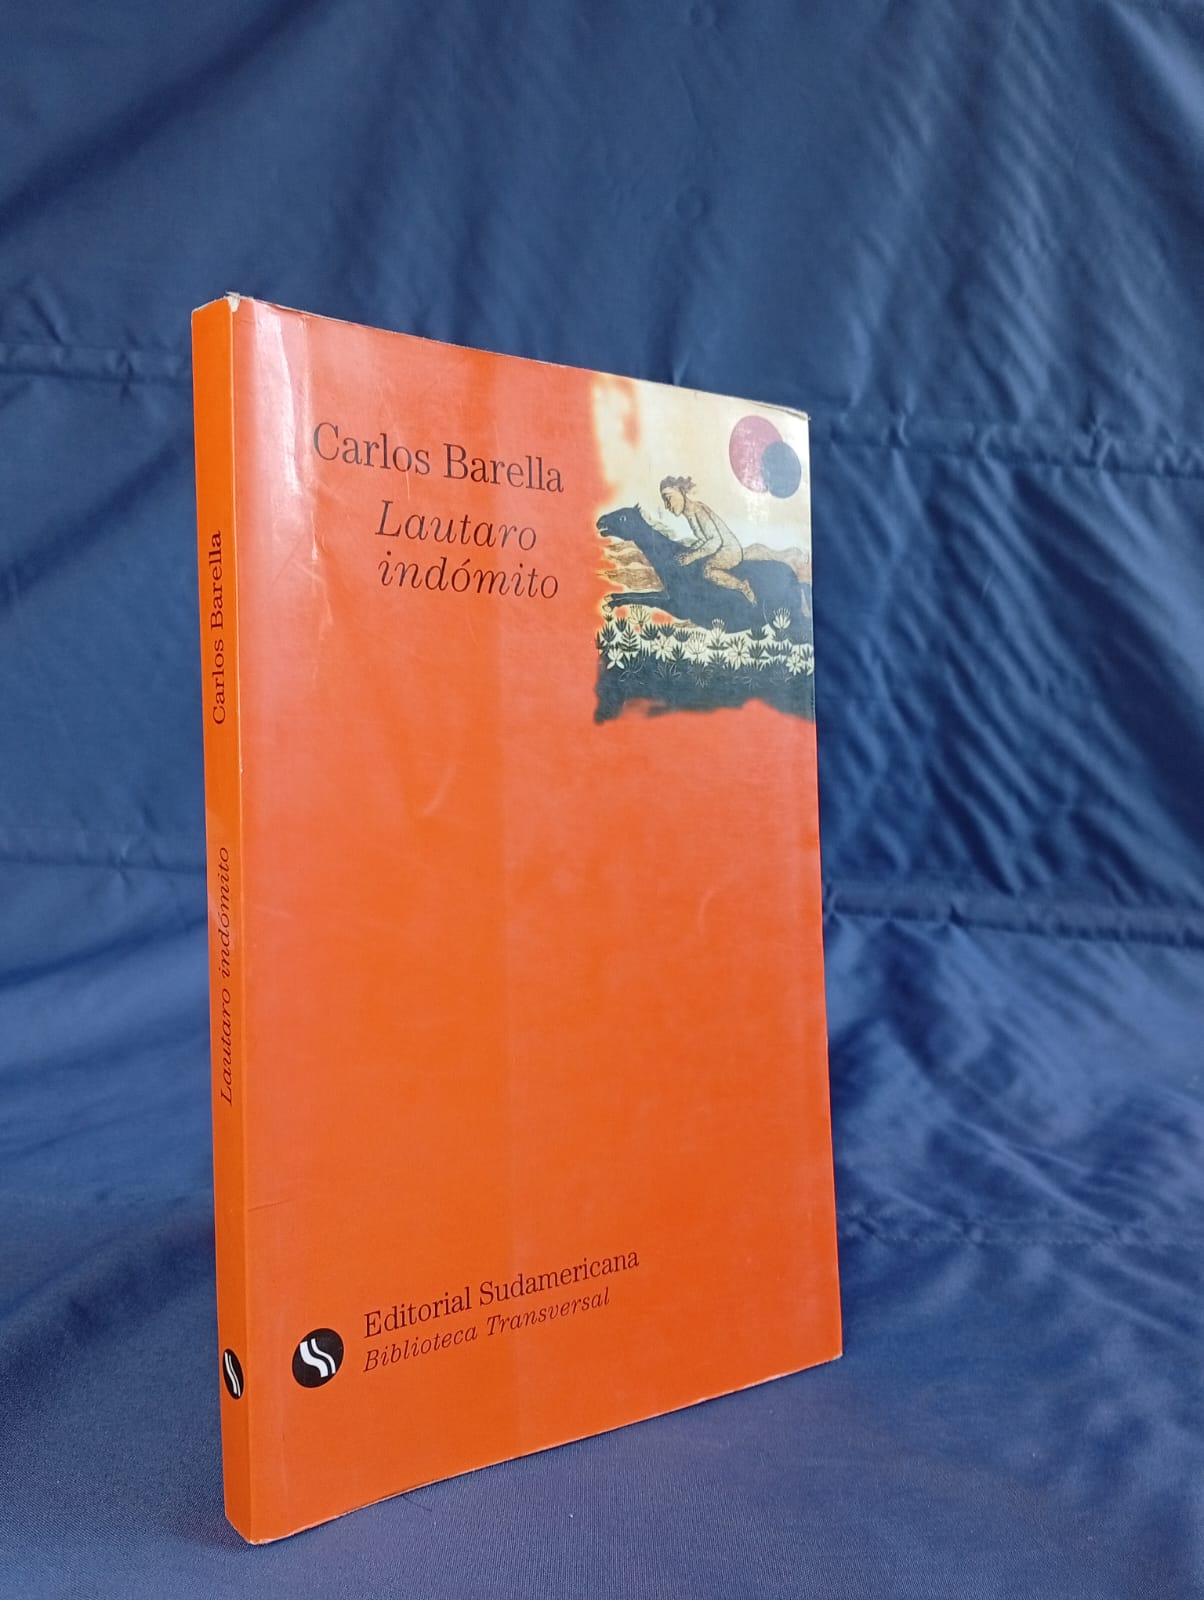 Carlos Barella
Lautaro
indómito
Editorial Sudamericana
Biblioteca Transversal
Lautaro indómito
Carlos Barella